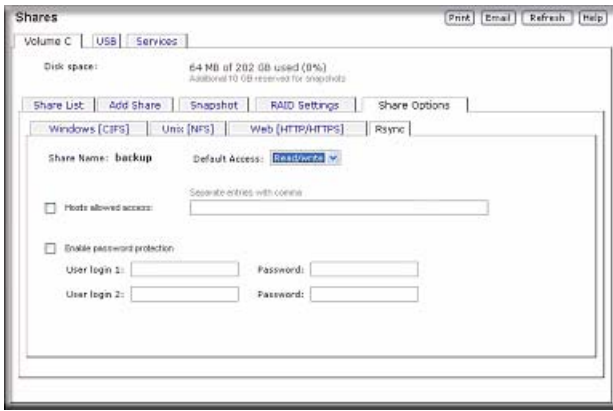 Shares Print Email Refresh Help
Volume C USB Services
Disk space: 64 MB of 202 GB used (0%)
Additional 10 GB reserved for snapshots
Share List Add Share Snapshot RAID Settings Share Options
Windows [CIFS] Unix [NFS] Web [HTTP/HTTPS] Rsync
Share Name: backup Default Access: Read/write
Separate entries with comma
Hosts allowed access:
Enable password protection
User login 1: Password:
User login 2: Password: